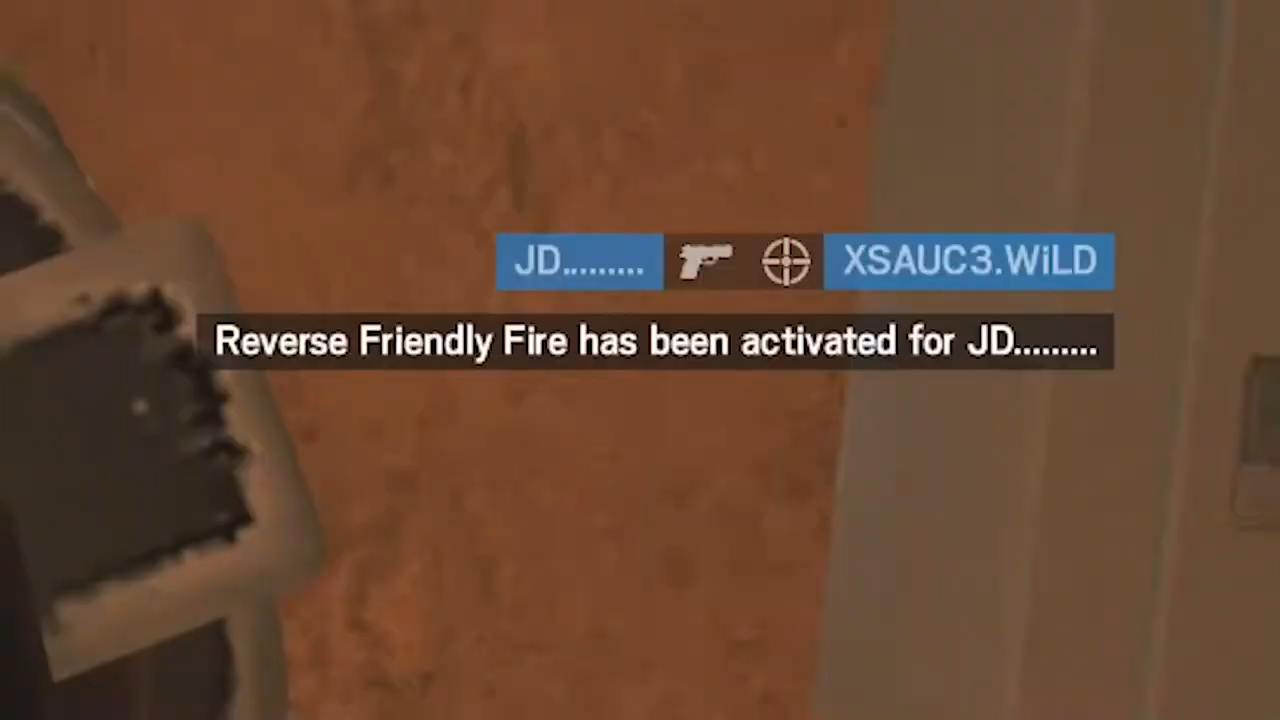 JD......... XSAUC3.WiLD
Reverse Friendly Fire has been activated for JD.........